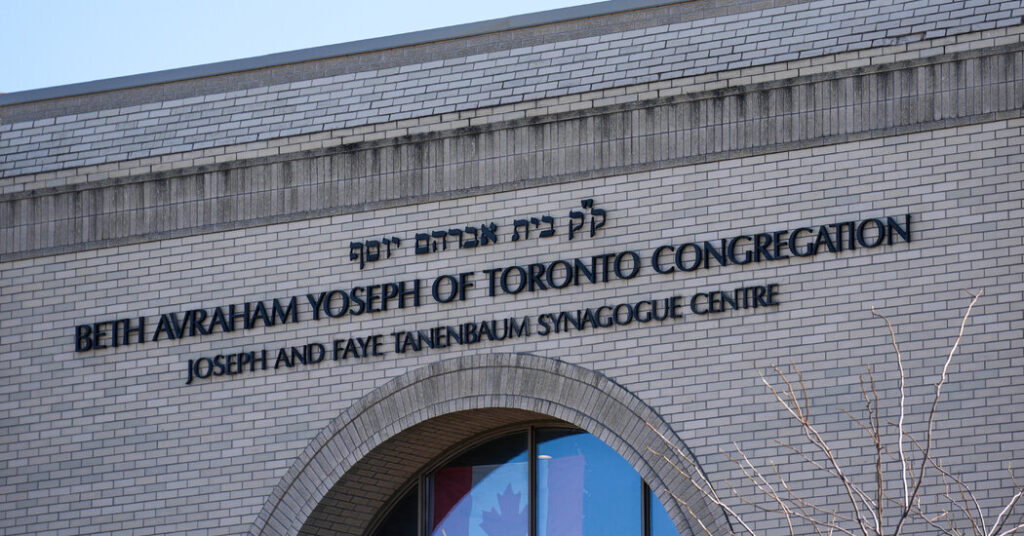 ק״ק בית אברהם יוסף
BETH AVRAHAM YOSEPH OF TORONTO CONGREGATION
JOSEPH AND FAYE TANENBAUM SYNAGOGUE CENTRE